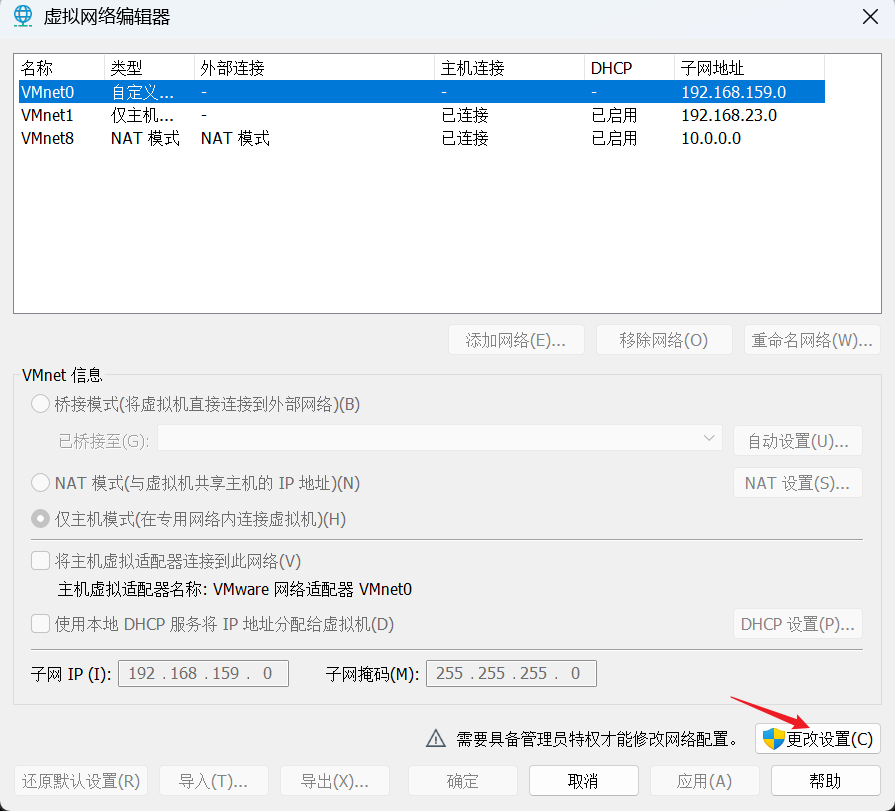 虚拟网络编辑器
名称 类型 外部连接 主机连接 DHCP 子网地址
VMnet0 自定义... - - - 192.168.159.0
VMnet1 仅主机... - 已连接 已启用 192.168.23.0
VMnet8 NAT 模式 NAT 模式 已连接 已启用 10.0.0.0
添加网络(E)... 移除网络(O) 重命名网络(W)...
VMnet 信息
桥接模式(将虚拟机直接连接到外部网络)(B)
已桥接至(G): 自动设置(U)...
NAT 模式(与虚拟机共享主机的 IP 地址)(N) NAT 设置(S)...
仅主机模式(在专用网络内连接虚拟机)(H)
将主机虚拟适配器连接到此网络(V)
主机虚拟适配器名称: VMware 网络适配器 VMnet0
使用本地 DHCP 服务将 IP 地址分配给虚拟机(D) DHCP 设置(P)...
子网 IP (I): 192 . 168 . 159 . 0 子网掩码(M): 255 . 255 . 255 . 0
需要具备管理员特权才能修改网络配置。 更改设置(C)
还原默认设置(R) 导入(T)... 导出(X)... 确定 取消 应用(A) 帮助